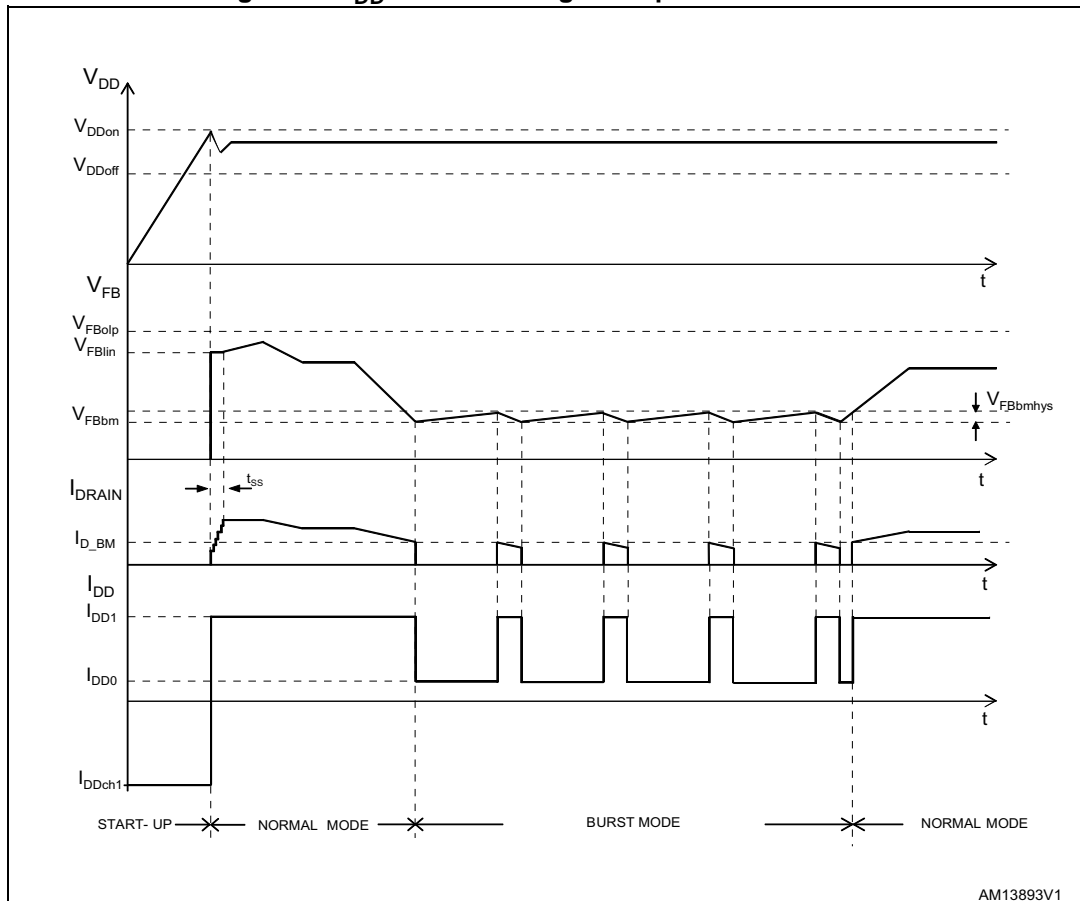 V_DD
V_DDon
V_DDoff
t
V_FB
V_FBolp
V_FBlin
V_FBbm
V_FBbmhys
t
t_ss
I_DRAIN
I_D_BM
t
I_DD
I_DD1
I_DD0
t
I_DDch1
START- UP
NORMAL MODE
BURST MODE
NORMAL MODE
AM13893V1